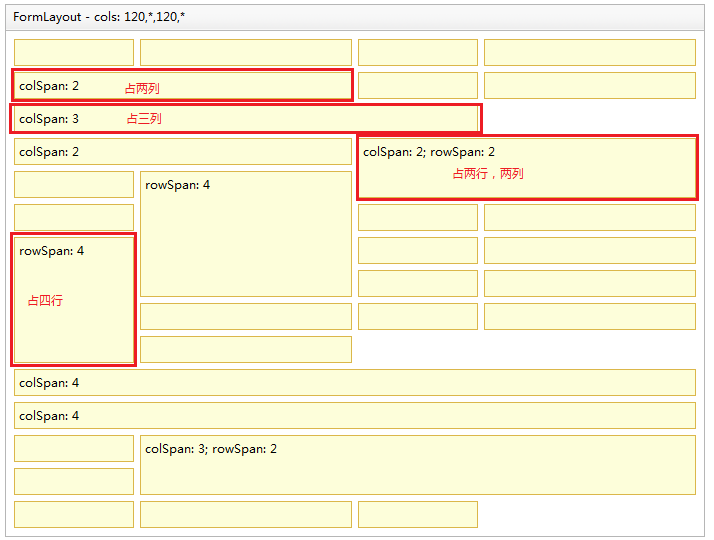 FormLayout - cols: 120,*,120,*
colSpan: 2 占两列
colSpan: 3 占三列
colSpan: 2
colSpan: 2; rowSpan: 2
占两行，两列
rowSpan: 4
rowSpan: 4
占四行
colSpan: 4
colSpan: 4
colSpan: 3; rowSpan: 2